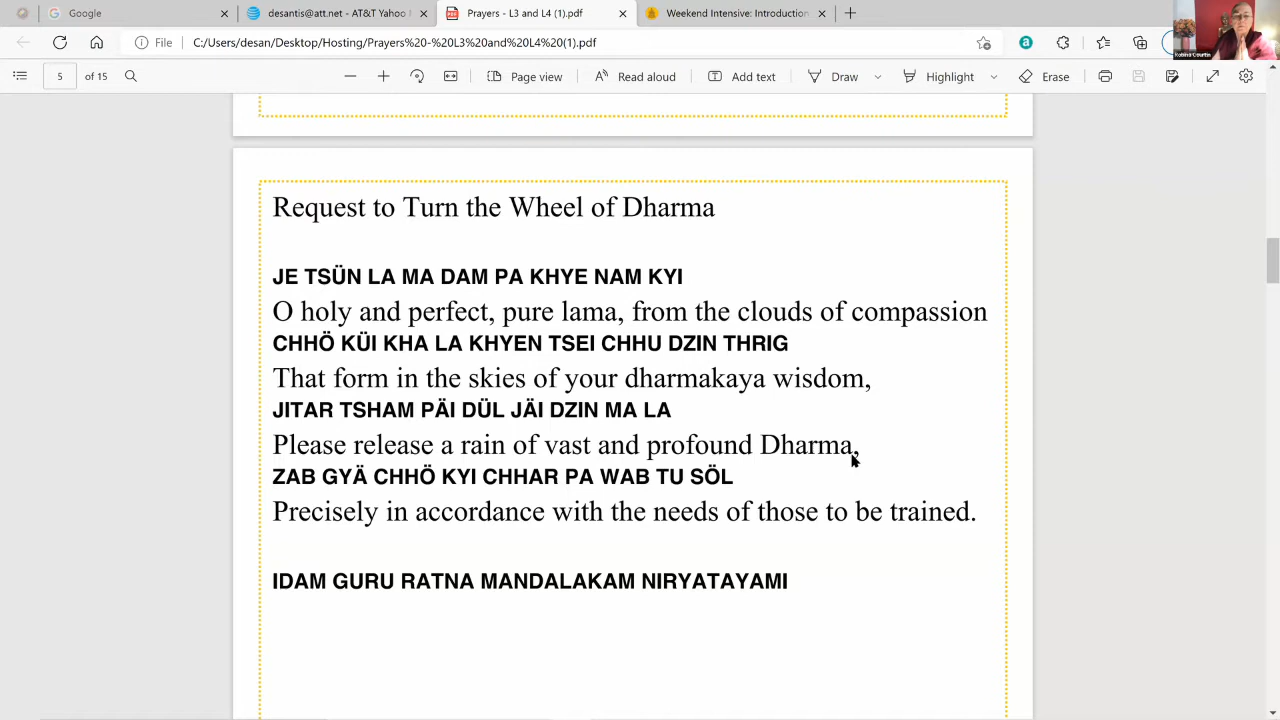 Google
desantis@att.net - AT&T Yahoo
Prayers - L3 and L4 (1).pdf
Weekend Intensive: Introduction
File
C:/Users/desan/Desktop/Hosting/Prayers%20-%20L3%20and%20L4%20(1).pdf
Robina Courtin
5 of 15
Page view
Read aloud
Add text
Draw
Highlight
Erase
Request to Turn the Wheel of Dharma
JE TSÜN LA MA DAM PA KHYE NAM KYI
O holy and perfect, pure lama, from the clouds of compassion
CHHÖ KÜI KHA LA KHYEN TSEI CHHU DZIN THRIG
That form in the skies of your dharmakaya wisdom,
JITAR TSHAM PÄI DÜL JÄI DZIN MA LA
Please release a rain of vast and profound Dharma,
ZAB GYÄ CHHÖ KYI CHHAR PA WAB TU SÖL
Precisely in accordance with the needs of those to be trained.
IDAM GURU RATNA MANDALAKAM NIRYATAYAMI